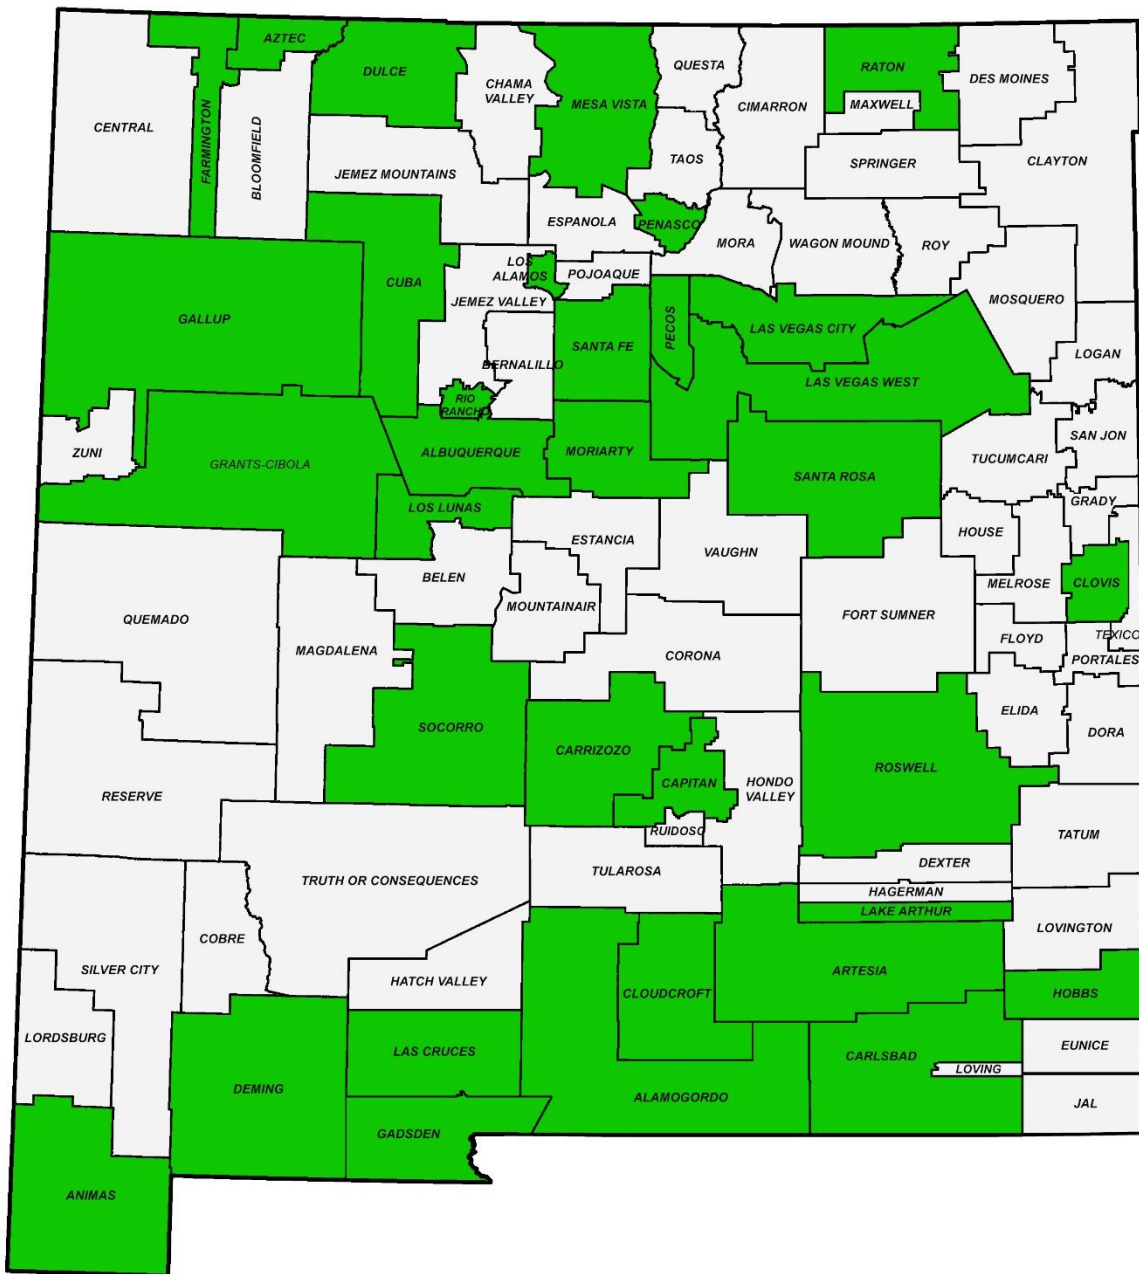 AZTEC
DULCE
CHAMA
VALLEY
MESA VISTA
QUESTA
CIMARRON
RATON
MAXWELL
DES MOINES
CENTRAL
FARMINGTON
BLOOMFIELD
JEMEZ MOUNTAINS
TAOS
SPRINGER
CLAYTON
ESPANOLA
PENASCO
MORA
WAGON MOUND
ROY
CUBA
LOS
ALAMOS
POJOAQUE
JEMEZ VALLEY
MOSQUERO
GALLUP
SANTA FE
PECOS
LAS VEGAS CITY
LOGAN
BERNALILLO
LAS VEGAS WEST
RIO
RANCHO
ZUNI
GRANTS-CIBOLA
ALBUQUERQUE
MORIARTY
SANTA ROSA
TUCUMCARI
SAN JON
LOS LUNAS
GRADY
ESTANCIA
VAUGHN
HOUSE
BELEN
MOUNTAINAIR
MELROSE
CLOVIS
QUEMADO
MAGDALENA
FORT SUMNER
FLOYD
TEXICO
CORONA
PORTALES
ELIDA
SOCORRO
CARRIZOZO
DORA
CAPITAN
HONDO
VALLEY
ROSWELL
RESERVE
RUIDOSO
TATUM
TRUTH OR CONSEQUENCES
TULAROSA
DEXTER
HAGERMAN
LAKE ARTHUR
COBRE
LOVINGTON
SILVER CITY
HATCH VALLEY
CLOUDCROFT
ARTESIA
HOBBS
LORDSBURG
LAS CRUCES
CARLSBAD
EUNICE
LOVING
DEMING
ALAMOGORDO
JAL
GADSDEN
ANIMAS